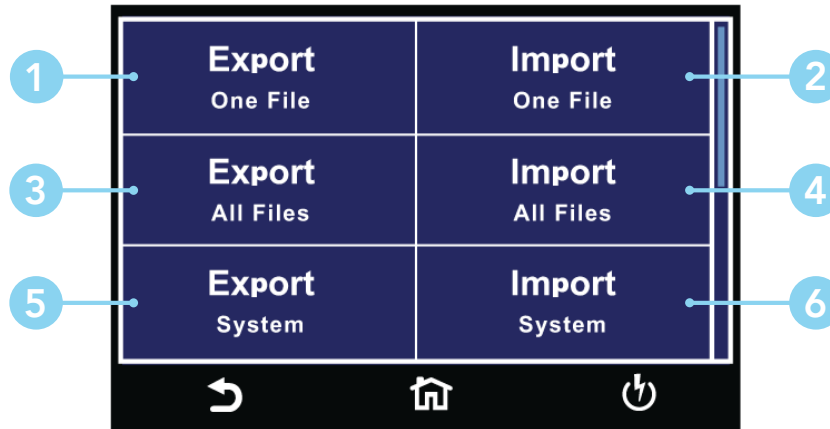 1
Export
One File
Import
One File
2
3
Export
All Files
Import
All Files
4
5
Export
System
Import
System
6